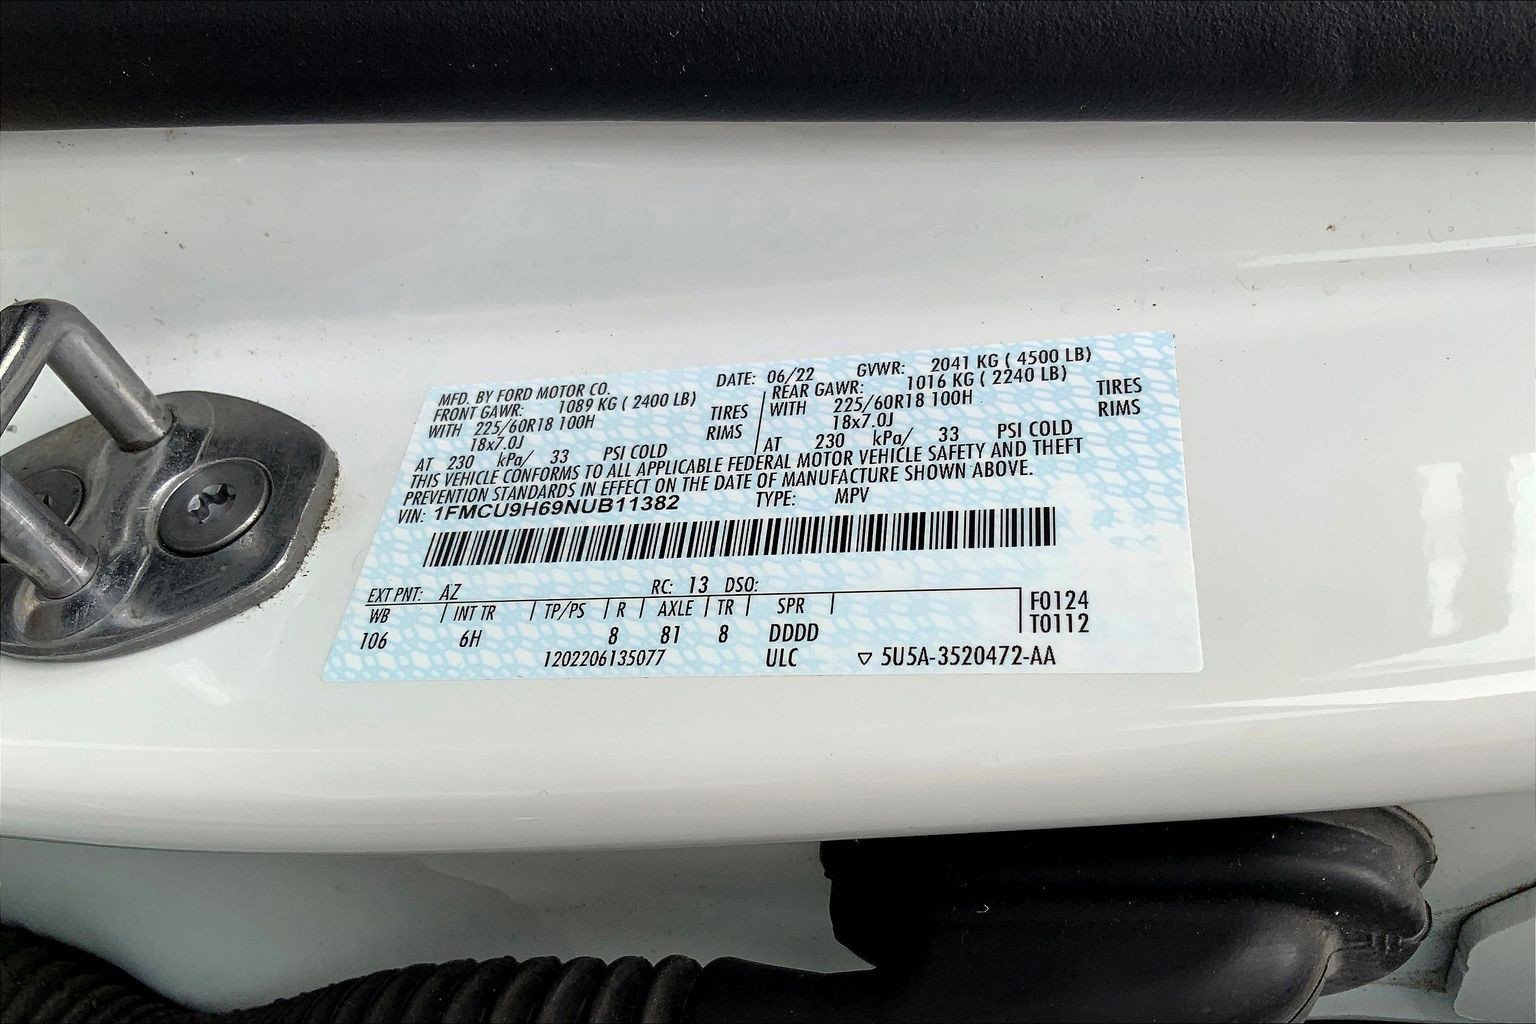 MFD. BY FORD MOTOR CO. DATE: 06/22 GVWR: 2041 KG ( 4500 LB)
FRONT GAWR: 1089 KG ( 2400 LB) REAR GAWR: 1016 KG ( 2240 LB)
WITH 225/60R18 100H TIRES WITH 225/60R18 100H TIRES
18x7.0J RIMS 18x7.0J RIMS
AT 230 kPa/ 33 PSI COLD AT 230 kPa/ 33 PSI COLD
THIS VEHICLE CONFORMS TO ALL APPLICABLE FEDERAL MOTOR VEHICLE SAFETY AND THEFT
PREVENTION STANDARDS IN EFFECT ON THE DATE OF MANUFACTURE SHOWN ABOVE.
VIN: 1FMCU9H69NUB11382 TYPE: MPV
EXT PNT: AZ RC: 13 DSO:
WB INT TR TP/PS R AXLE TR SPR F0124
106 6H 8 81 8 DDDD T0112
1202206135077 ULC ▽ 5U5A-3520472-AA